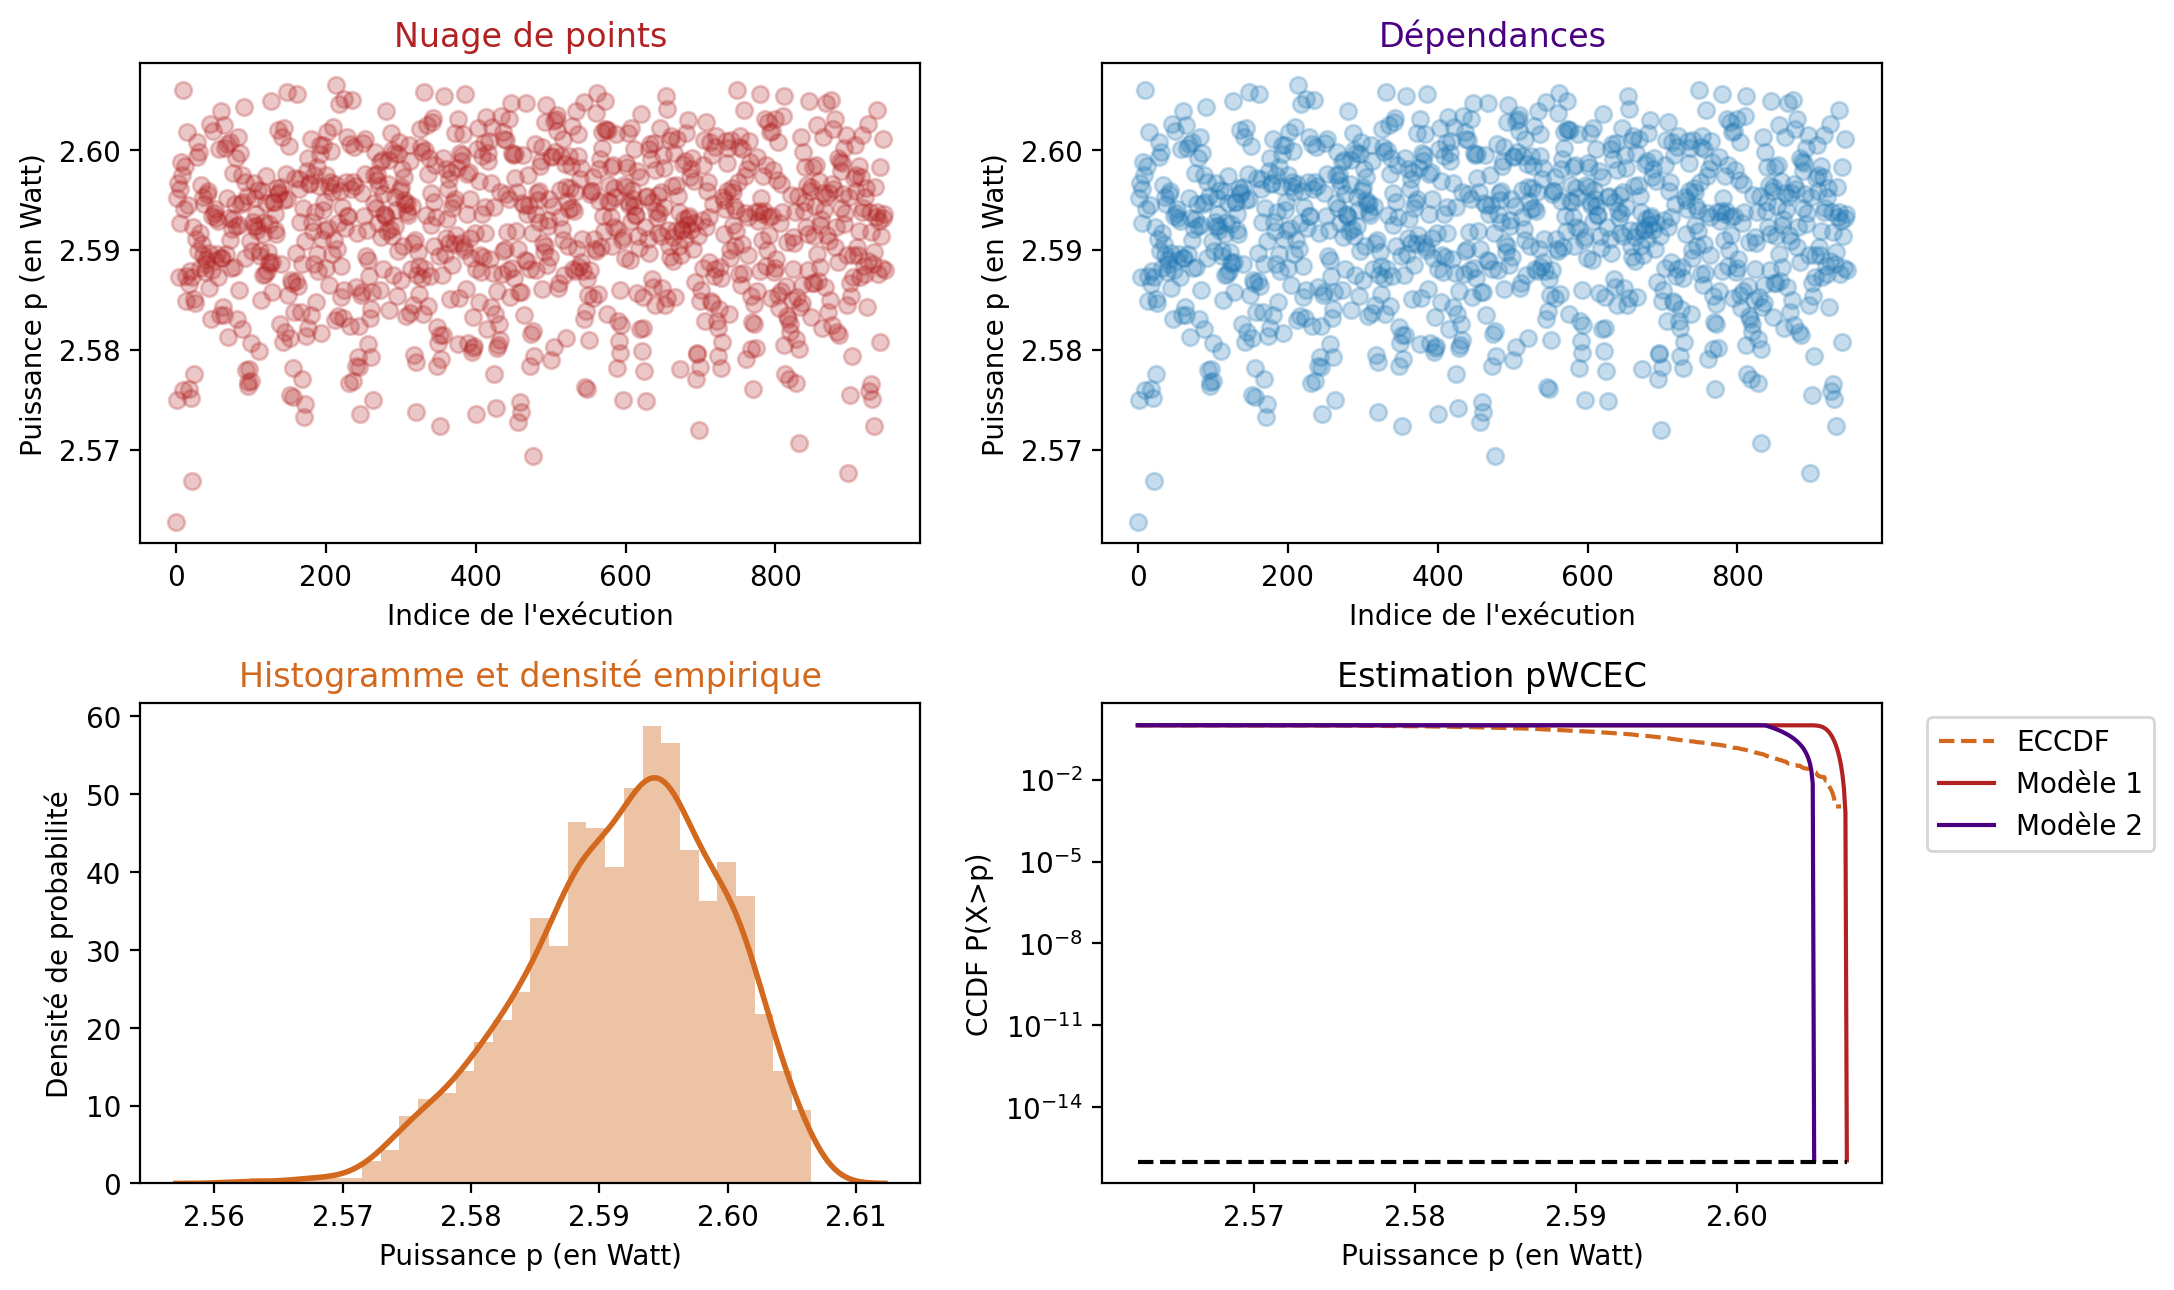 Nuage de points
Puissance p (en Watt)
2.60
2.59
2.58
2.57
0 200 400 600 800
Indice de l'exécution
Dépendances
Puissance p (en Watt)
2.60
2.59
2.58
2.57
0 200 400 600 800
Indice de l'exécution
Histogramme et densité empirique
Densité de probabilité
60
50
40
30
20
10
0
2.56 2.57 2.58 2.59 2.60 2.61
Puissance p (en Watt)
Estimation pWCEC
CCDF P(X>p)
10⁻²
10⁻⁵
10⁻⁸
10⁻¹¹
10⁻¹⁴
2.57 2.58 2.59 2.60
Puissance p (en Watt)
ECCDF
Modèle 1
Modèle 2